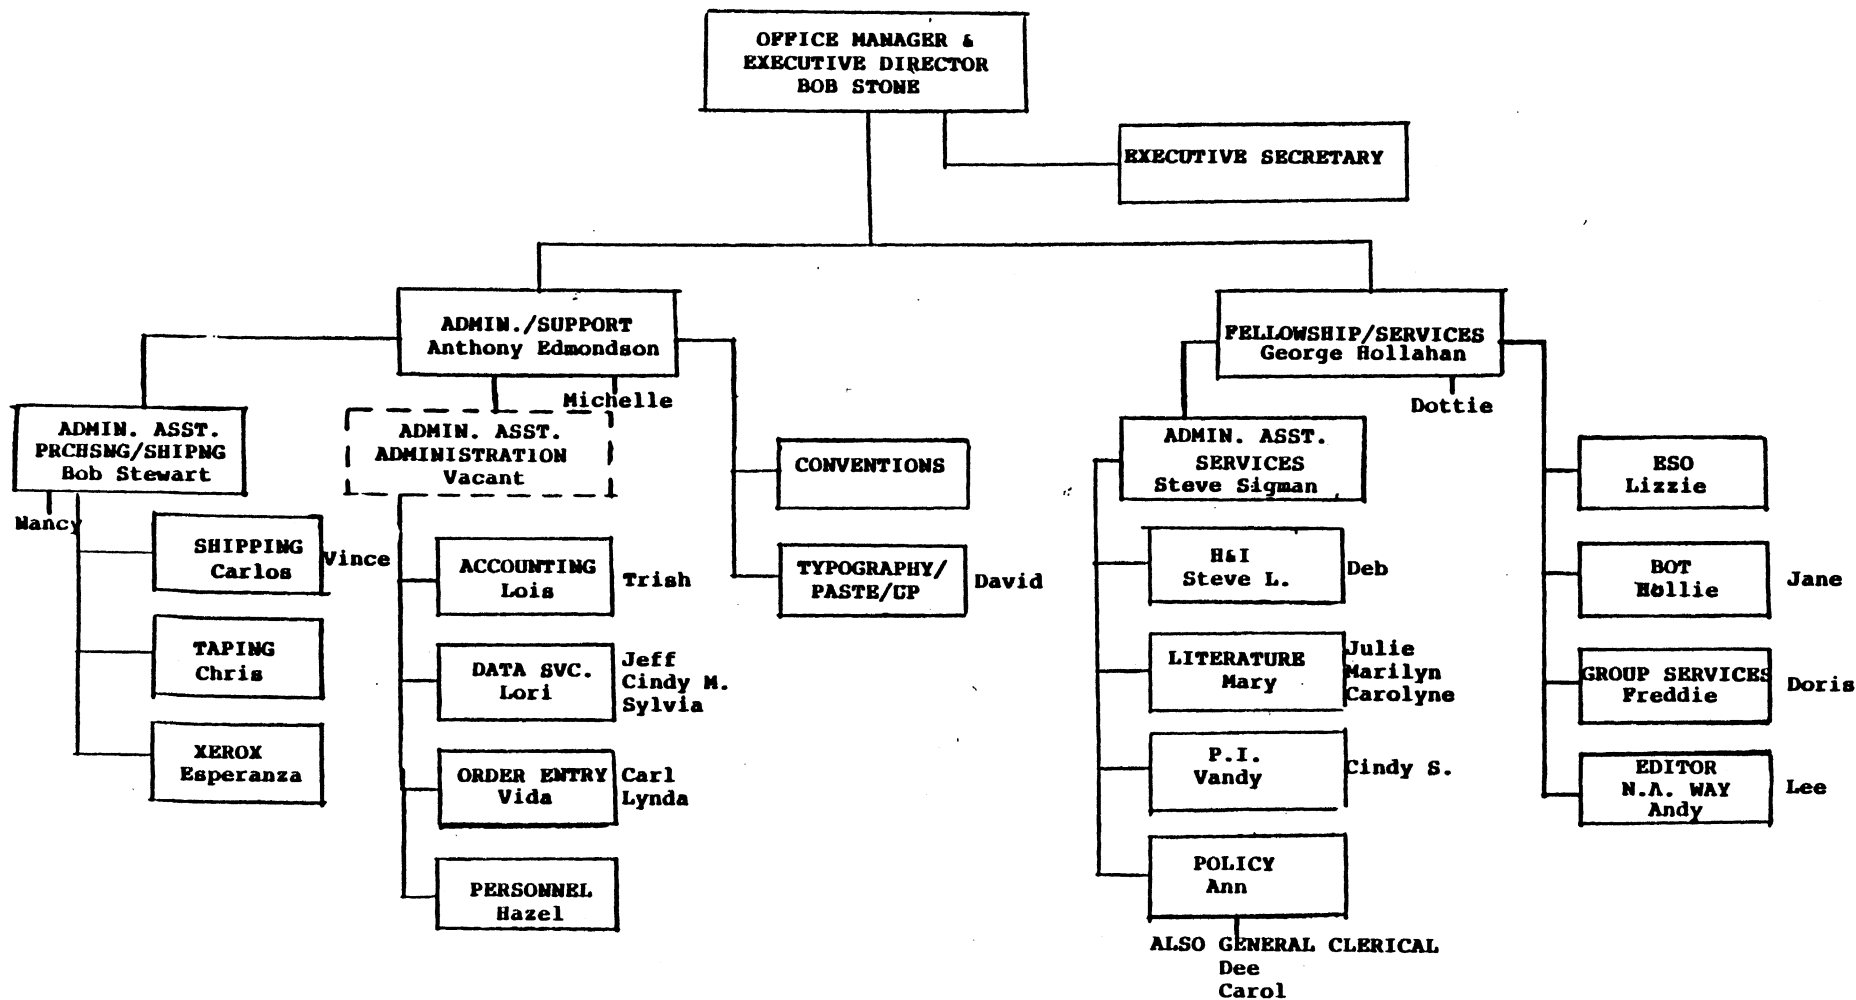 OFFICE MANAGER &
EXECUTIVE DIRECTOR
BOB STONE
EXECUTIVE SECRETARY
ADMIN./SUPPORT
Anthony Edmondson
Michelle
FELLOWSHIP/SERVICES
George Hollahan
Dottie
ADMIN. ASST.
PRCHSNG/SHIPNG
Bob Stewart
Nancy
SHIPPING
Carlos
Vince
TAPING
Chris
XEROX
Esperanza
ADMIN. ASST.
ADMINISTRATION
Vacant
ACCOUNTING
Lois
Trish
DATA SVC.
Lori
Jeff
Cindy M.
Sylvia
ORDER ENTRY
Vida
Carl
Lynda
PERSONNEL
Hazel
CONVENTIONS
TYPOGRAPHY/
PASTE/UP
David
ADMIN. ASST.
SERVICES
Steve Sigman
H&I
Steve L.
Deb
LITERATURE
Mary
Julie
Marilyn
Carolyne
P.I.
Vandy
Cindy S.
POLICY
Ann
ALSO GENERAL CLERICAL
Dee
Carol
ESO
Lizzie
BOT
Hollie
Jane
GROUP SERVICES
Freddie
Doris
EDITOR
N.A. WAY
Andy
Lee